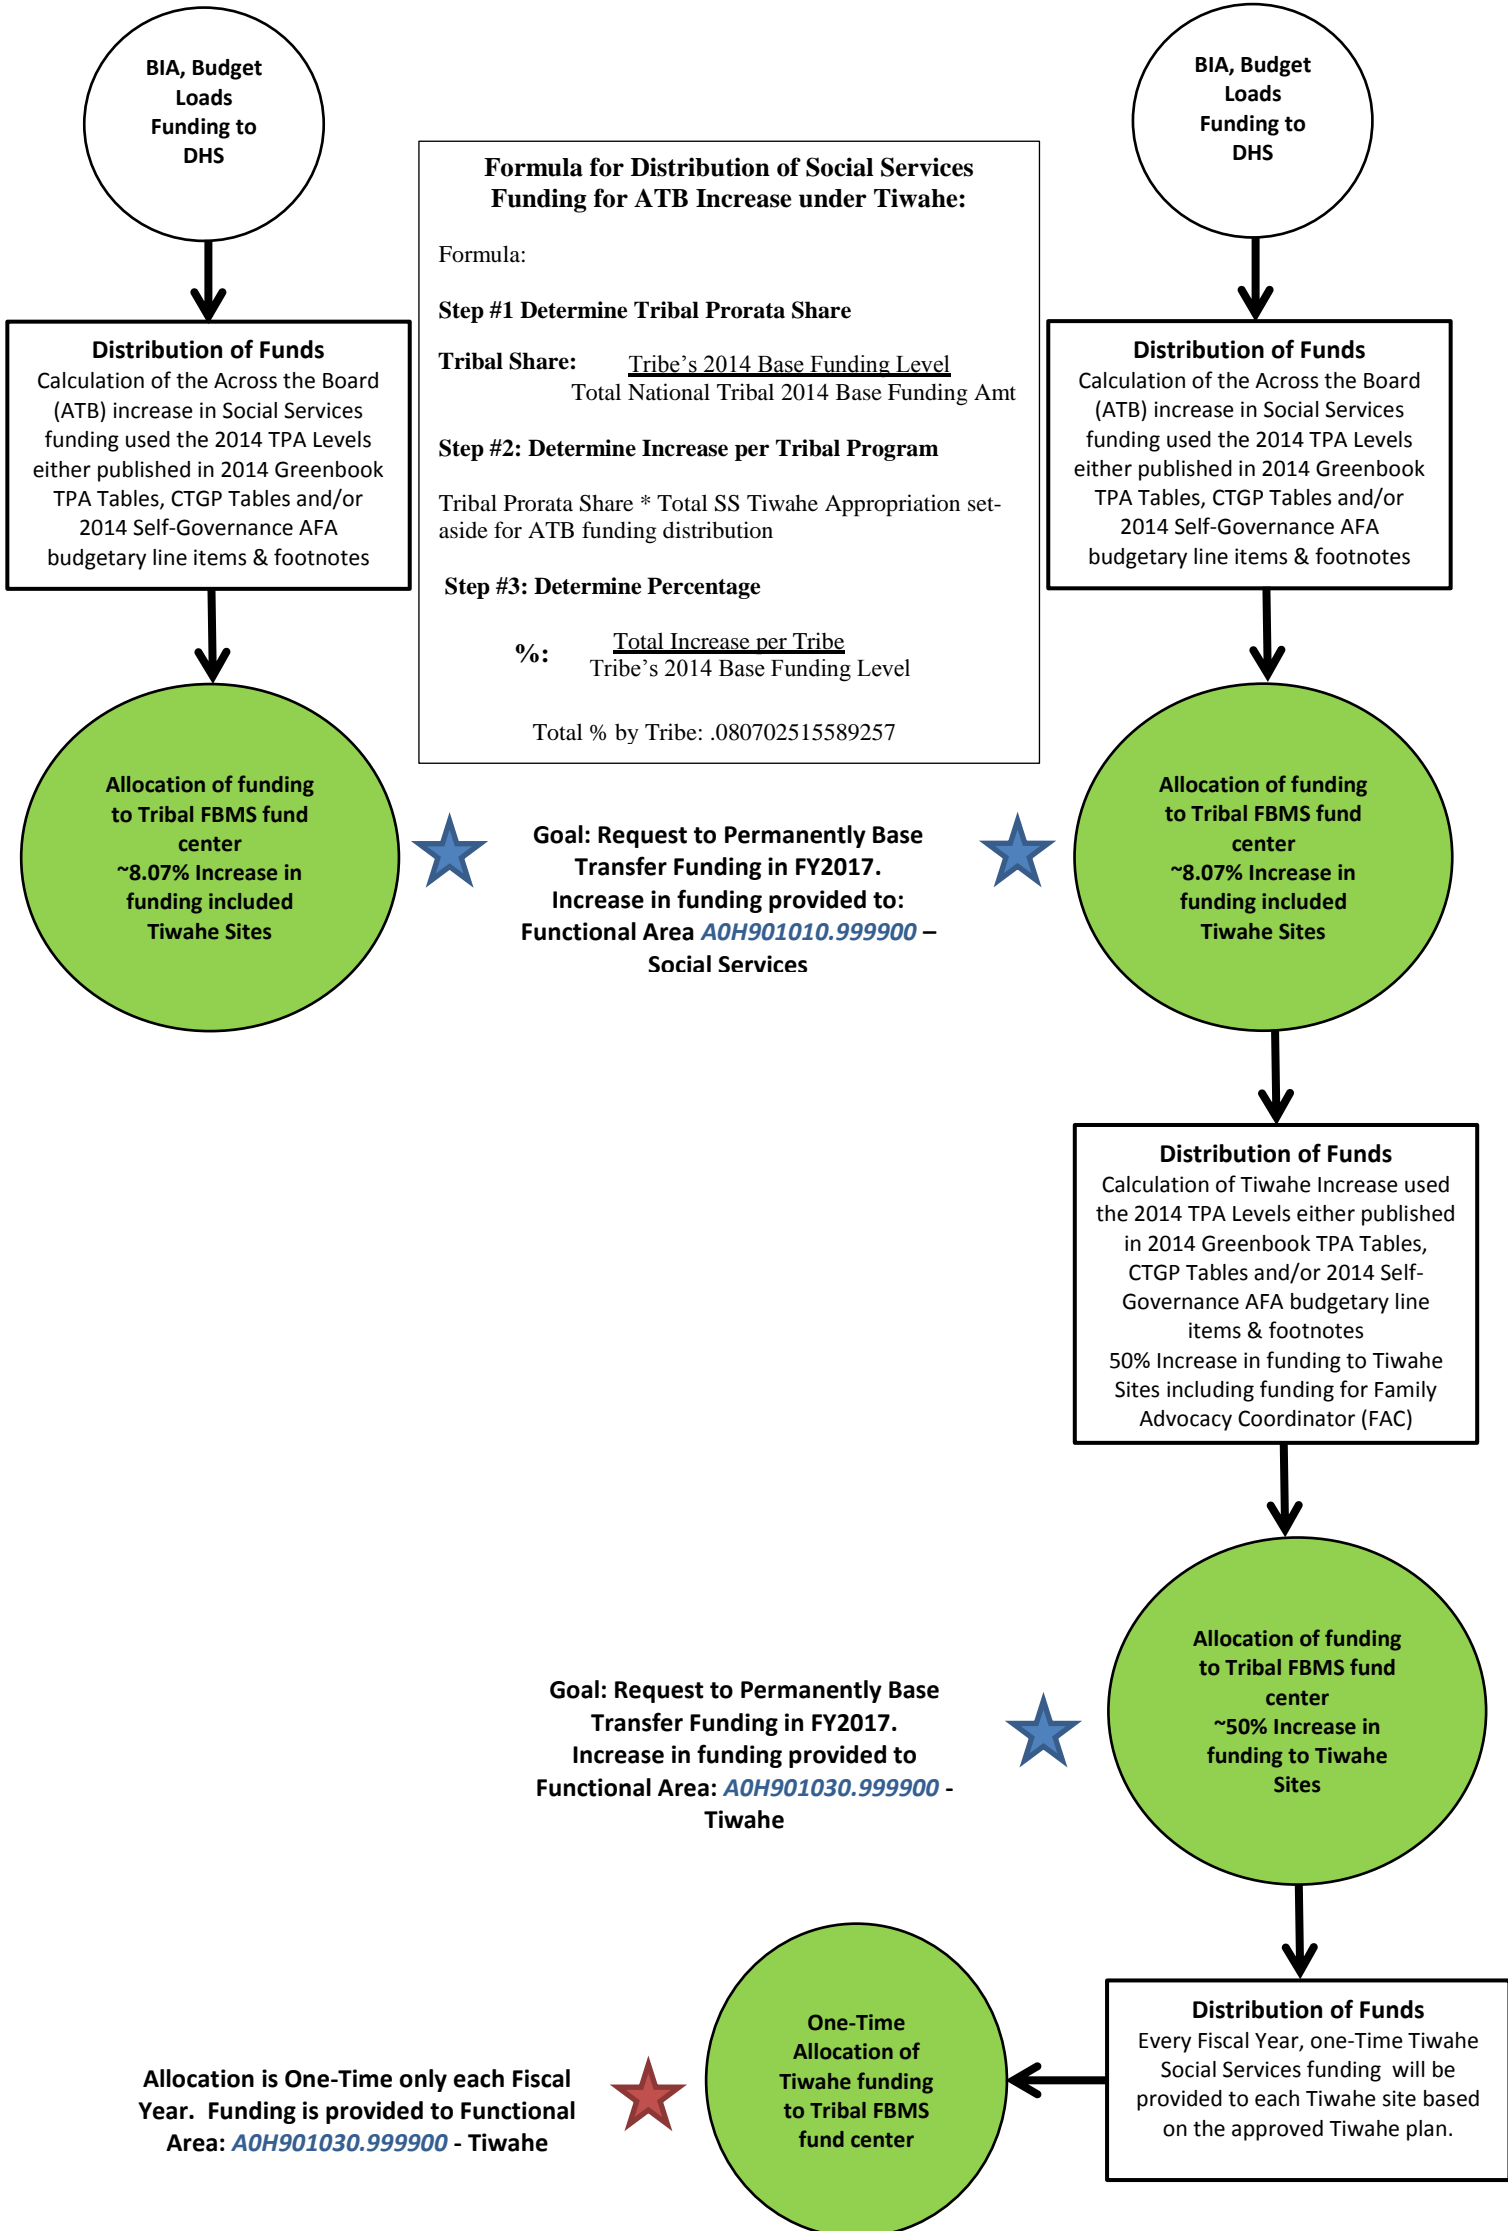 BIA, Budget
Loads
Funding to
DHS
Distribution of Funds
Calculation of the Across the Board
(ATB) increase in Social Services
funding used the 2014 TPA Levels
either published in 2014 Greenbook
TPA Tables, CTGP Tables and/or
2014 Self-Governance AFA
budgetary line items & footnotes
Allocation of funding
to Tribal FBMS fund
center
~8.07% Increase in
funding included
Tiwahe Sites
Formula for Distribution of Social Services
Funding for ATB Increase under Tiwahe:
Formula:
Step #1 Determine Tribal Prorata Share
Tribal Share: Tribe's 2014 Base Funding Level
Total National Tribal 2014 Base Funding Amt
Step #2: Determine Increase per Tribal Program
Tribal Prorata Share * Total SS Tiwahe Appropriation set-
aside for ATB funding distribution
Step #3: Determine Percentage
%: Total Increase per Tribe
Tribe's 2014 Base Funding Level
Total % by Tribe: .080702515589257
Goal: Request to Permanently Base
Transfer Funding in FY2017.
Increase in funding provided to:
Functional Area A0H901010.999900 –
Social Services
BIA, Budget
Loads
Funding to
DHS
Distribution of Funds
Calculation of the Across the Board
(ATB) increase in Social Services
funding used the 2014 TPA Levels
either published in 2014 Greenbook
TPA Tables, CTGP Tables and/or
2014 Self-Governance AFA
budgetary line items & footnotes
Allocation of funding
to Tribal FBMS fund
center
~8.07% Increase in
funding included
Tiwahe Sites
Distribution of Funds
Calculation of Tiwahe Increase used
the 2014 TPA Levels either published
in 2014 Greenbook TPA Tables,
CTGP Tables and/or 2014 Self-
Governance AFA budgetary line
items & footnotes
50% Increase in funding to Tiwahe
Sites including funding for Family
Advocacy Coordinator (FAC)
Allocation of funding
to Tribal FBMS fund
center
~50% Increase in
funding to Tiwahe
Sites
Goal: Request to Permanently Base
Transfer Funding in FY2017.
Increase in funding provided to
Functional Area: A0H901030.999900 -
Tiwahe
Distribution of Funds
Every Fiscal Year, one-Time Tiwahe
Social Services funding will be
provided to each Tiwahe site based
on the approved Tiwahe plan.
One-Time
Allocation of
Tiwahe funding
to Tribal FBMS
fund center
Allocation is One-Time only each Fiscal
Year. Funding is provided to Functional
Area: A0H901030.999900 - Tiwahe